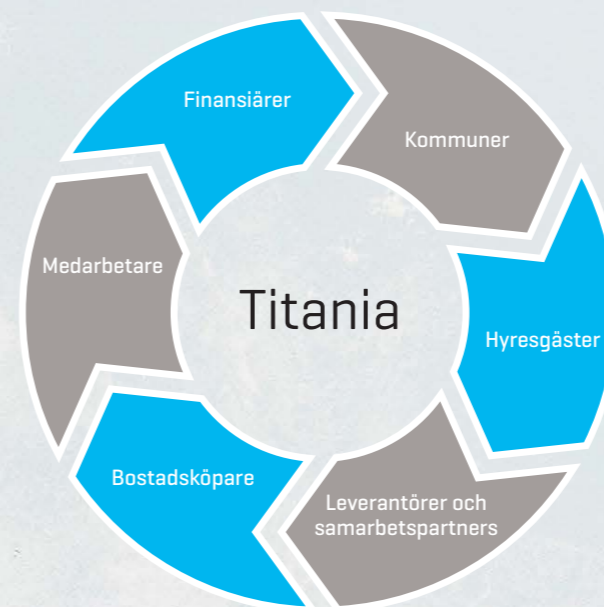 Finansiärer
Kommuner
Medarbetare
Titania
Hyresgäster
Bostadsköpare
Leverantörer och
samarbetspartners